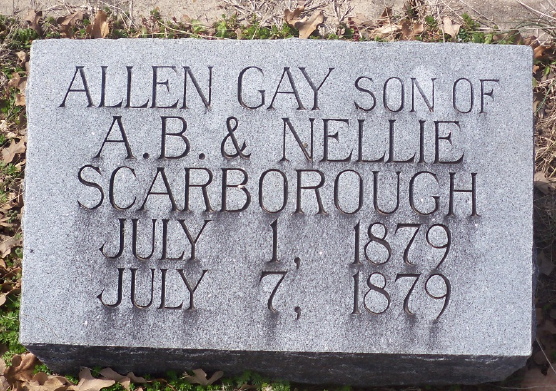 ALLEN GAY SON OF
A.B. & NELLIE
SCARBOROUGH
JULY 1, 1879
JULY 7, 1879